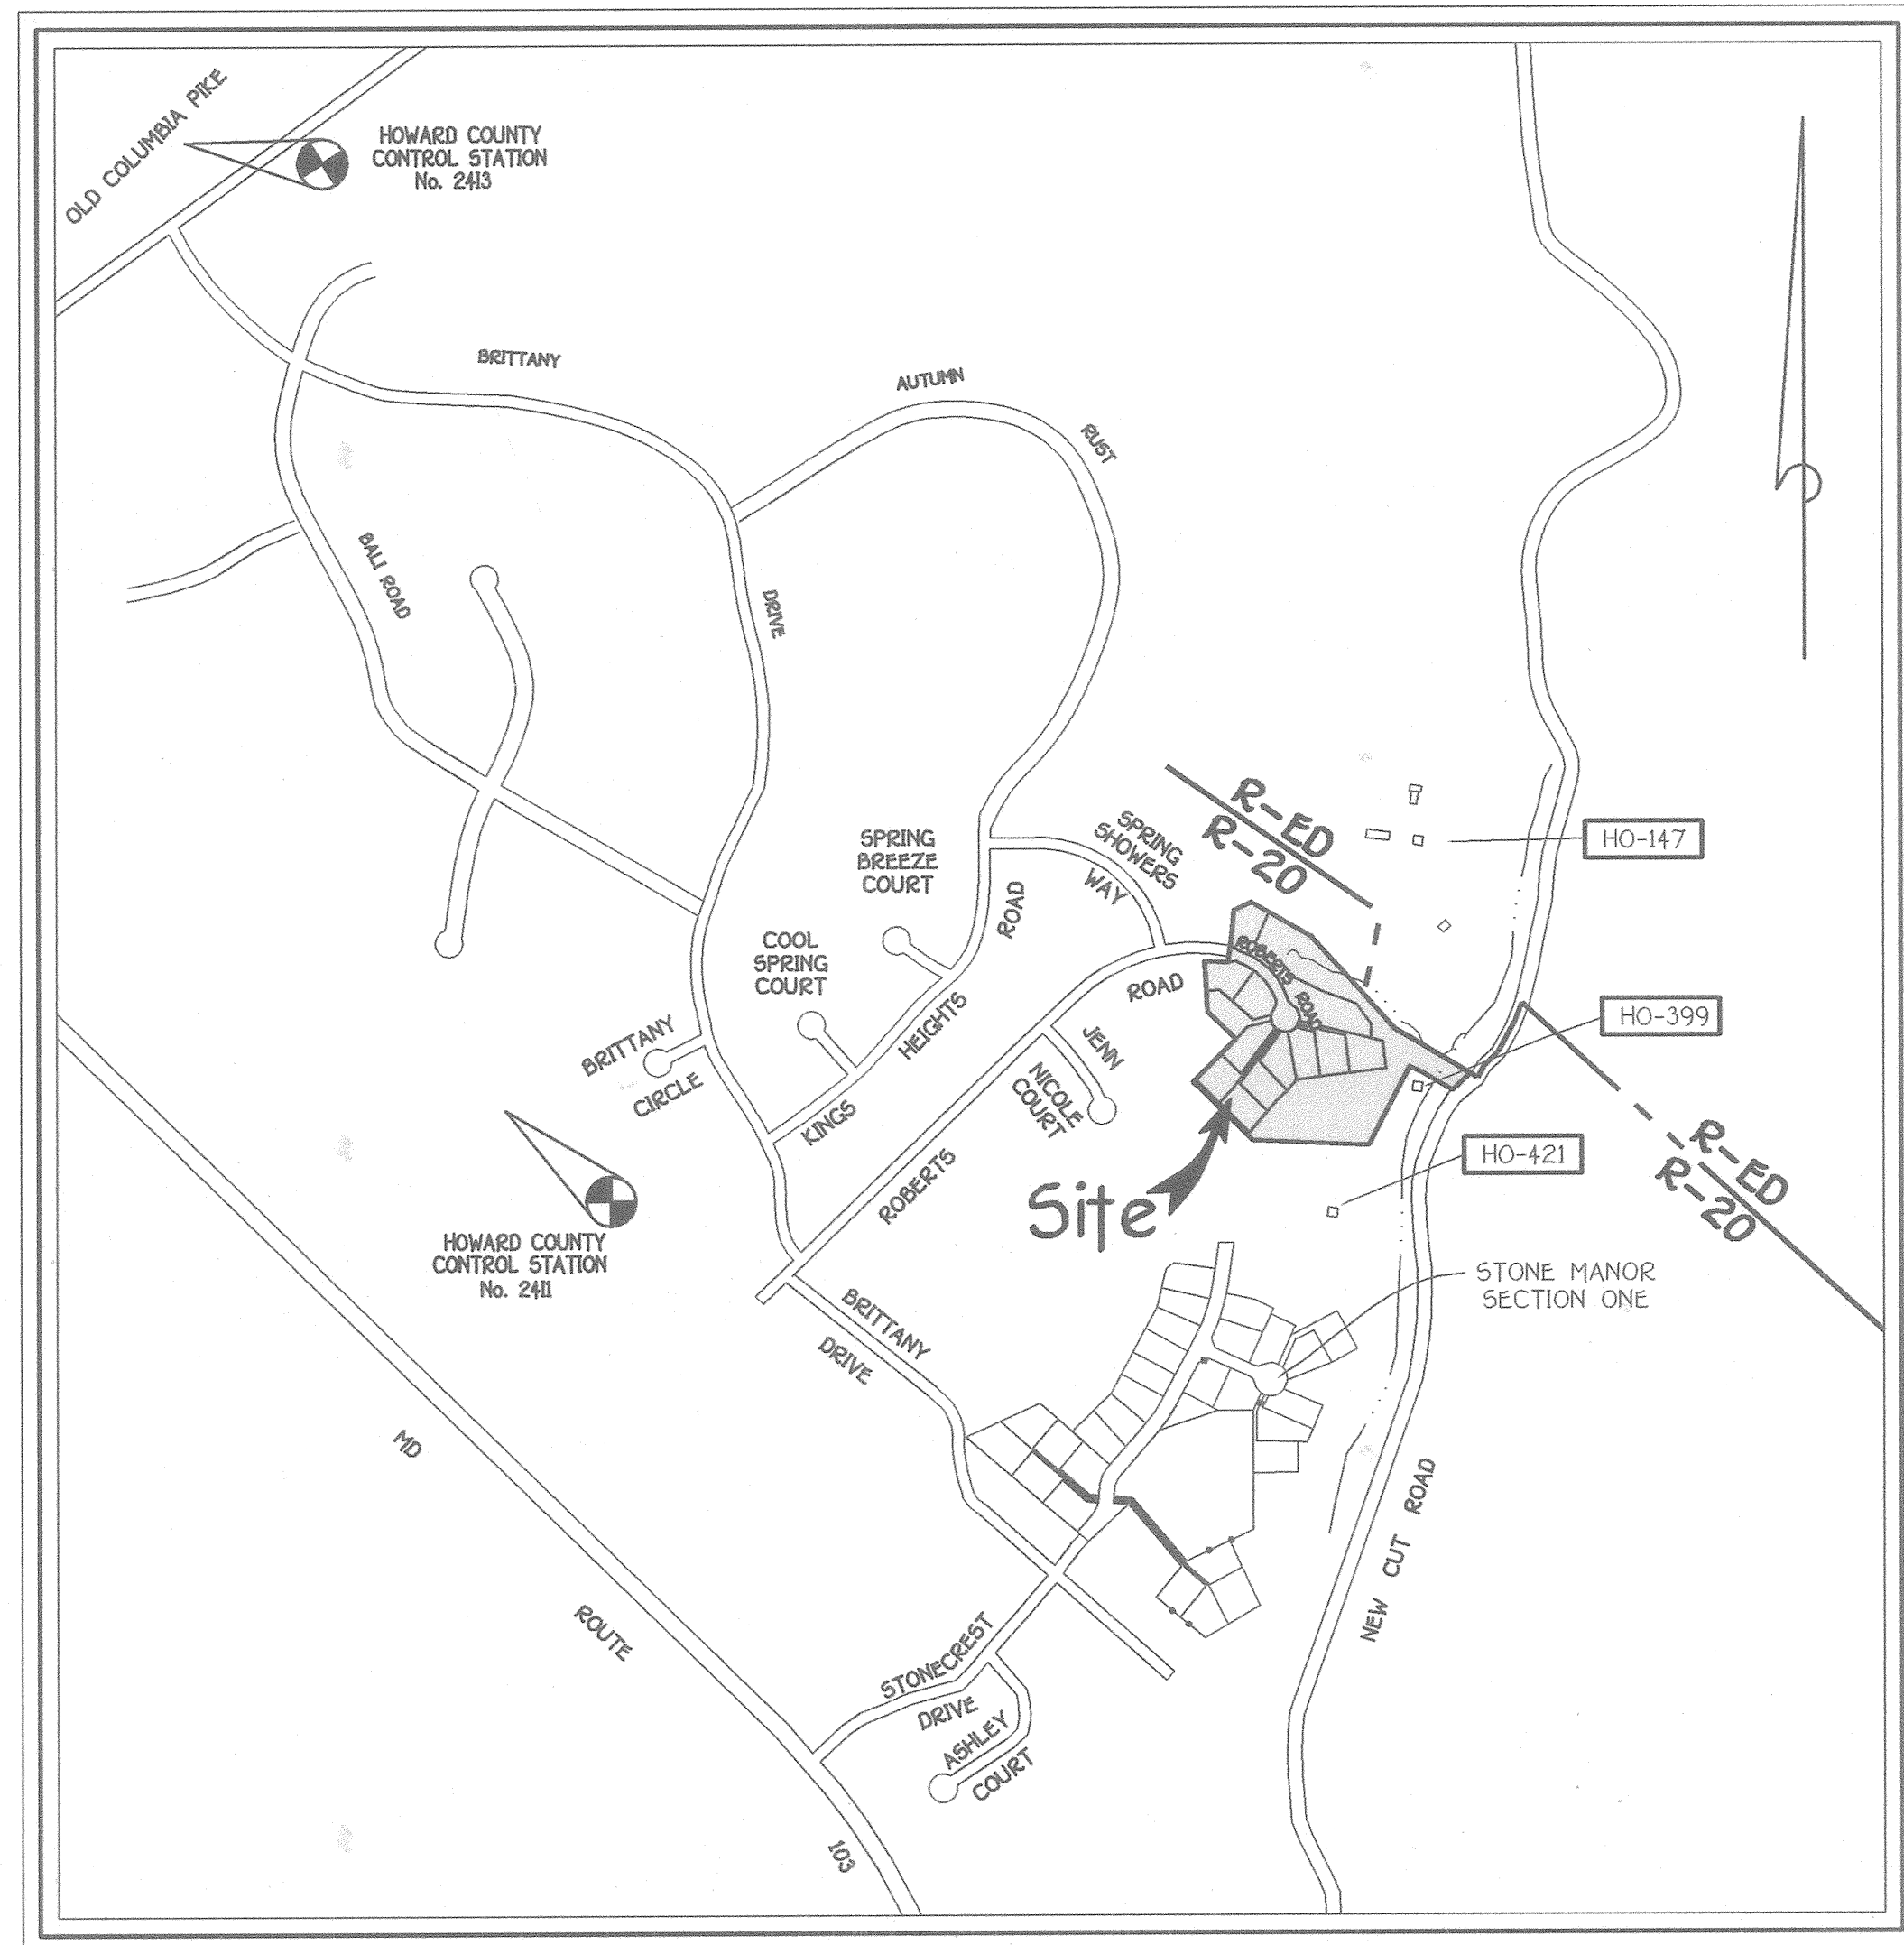 OLD COLUMBIA PIKE
HOWARD COUNTY
CONTROL STATION
No. 2413
BRITTANY
DRIVE
AUTUMN
RUST
ROAD
BALI ROAD
SPRING
BREEZE
COURT
COOL
SPRING
COURT
SPRING
SHOWERS
WAY
R-ED
R-20
HO-147
ROBERTS ROAD
HO-399
BRITTANY
CIRCLE
KINGS
HEIGHTS
ROBERTS
ROAD
JENN
NICOLE
COURT
HO-421
R-ED
R-20
Site
HOWARD COUNTY
CONTROL STATION
No. 2411
STONE MANOR
SECTION ONE
BRITTANY
DRIVE
MD
ROUTE
103
NEW CUT ROAD
STONECREST
DRIVE
ASHLEY
COURT